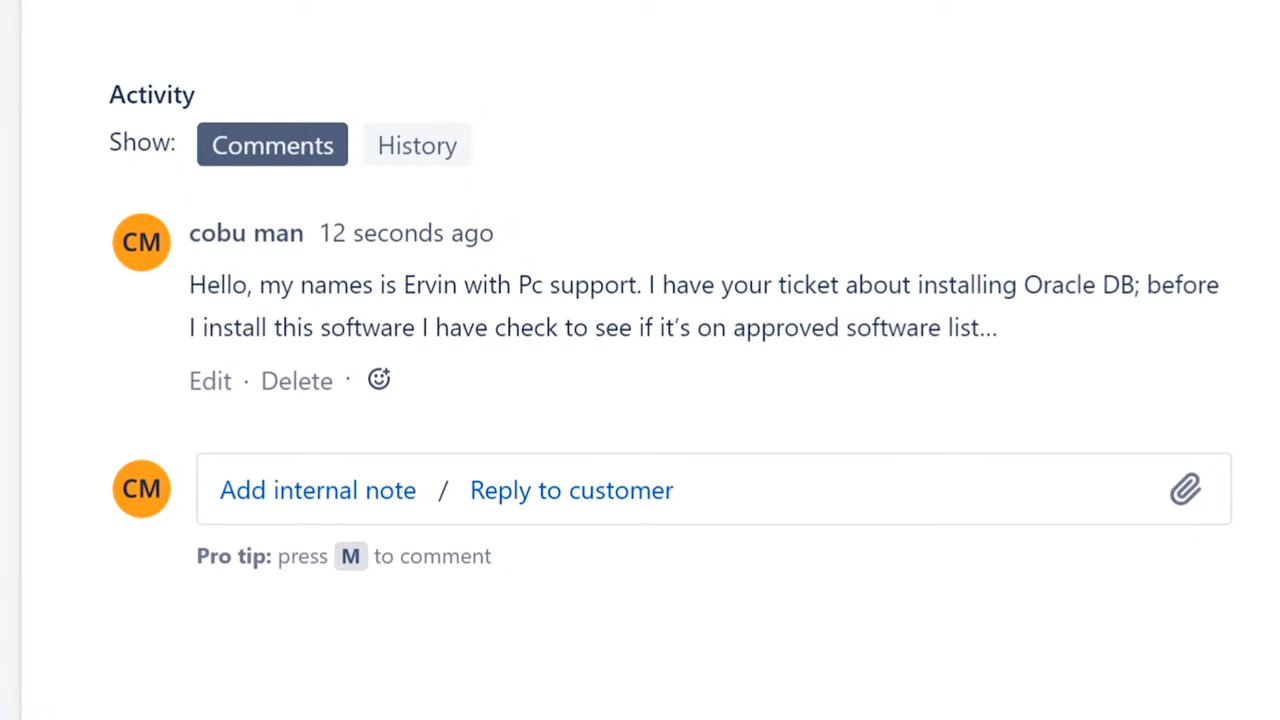 Activity
Show: Comments History
CM cobu man 12 seconds ago
Hello, my names is Ervin with Pc support. I have your ticket about installing Oracle DB; before
I install this software I have check to see if it's on approved software list...
Edit · Delete ·
CM Add internal note / Reply to customer
Pro tip: press M to comment